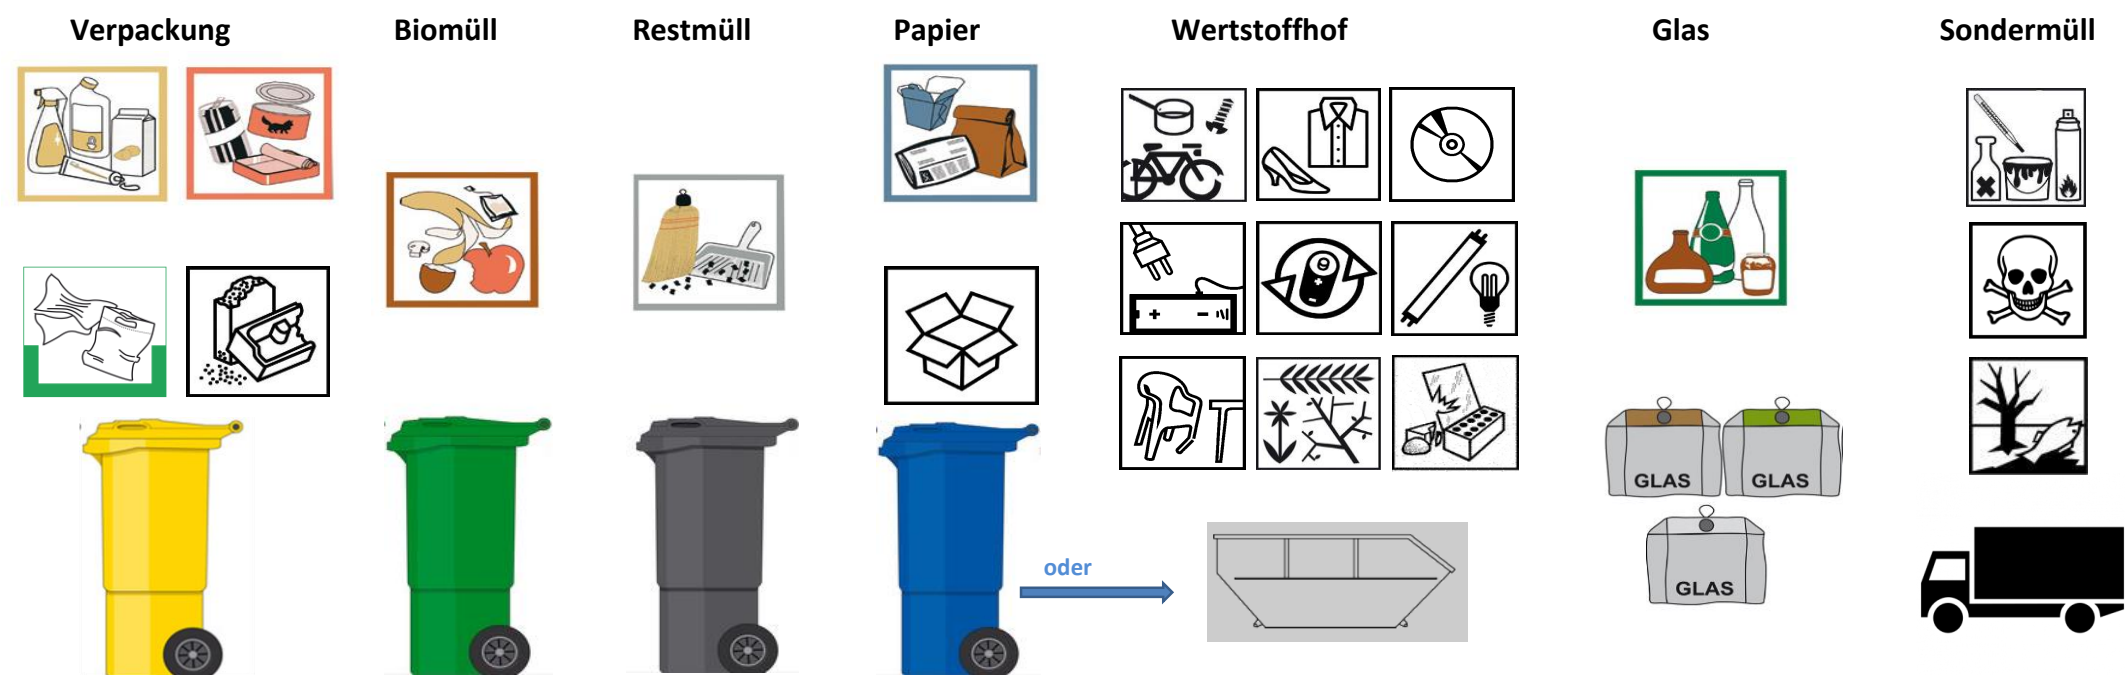 Verpackung
Biomüll
Restmüll
Papier
Wertstoffhof
Glas
Sondermüll
oder
GLAS
GLAS
GLAS